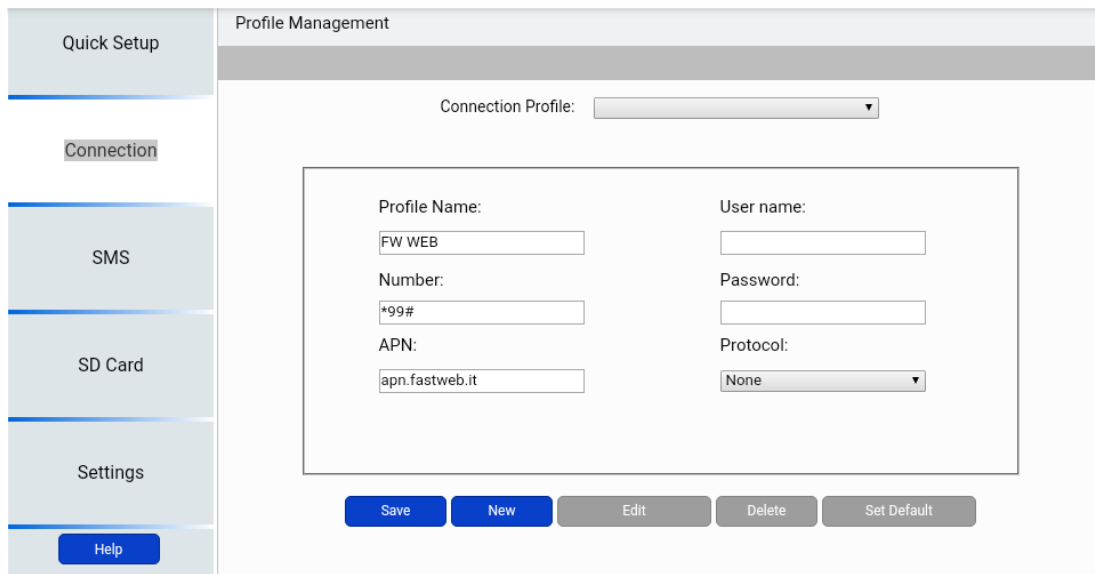 Quick Setup
Connection
SMS
SD Card
Settings
Help
Profile Management
Connection Profile:
Profile Name:
User name:
FW WEB
Number:
Password:
*99#
APN:
Protocol:
apn.fastweb.it
None
Save
New
Edit
Delete
Set Default